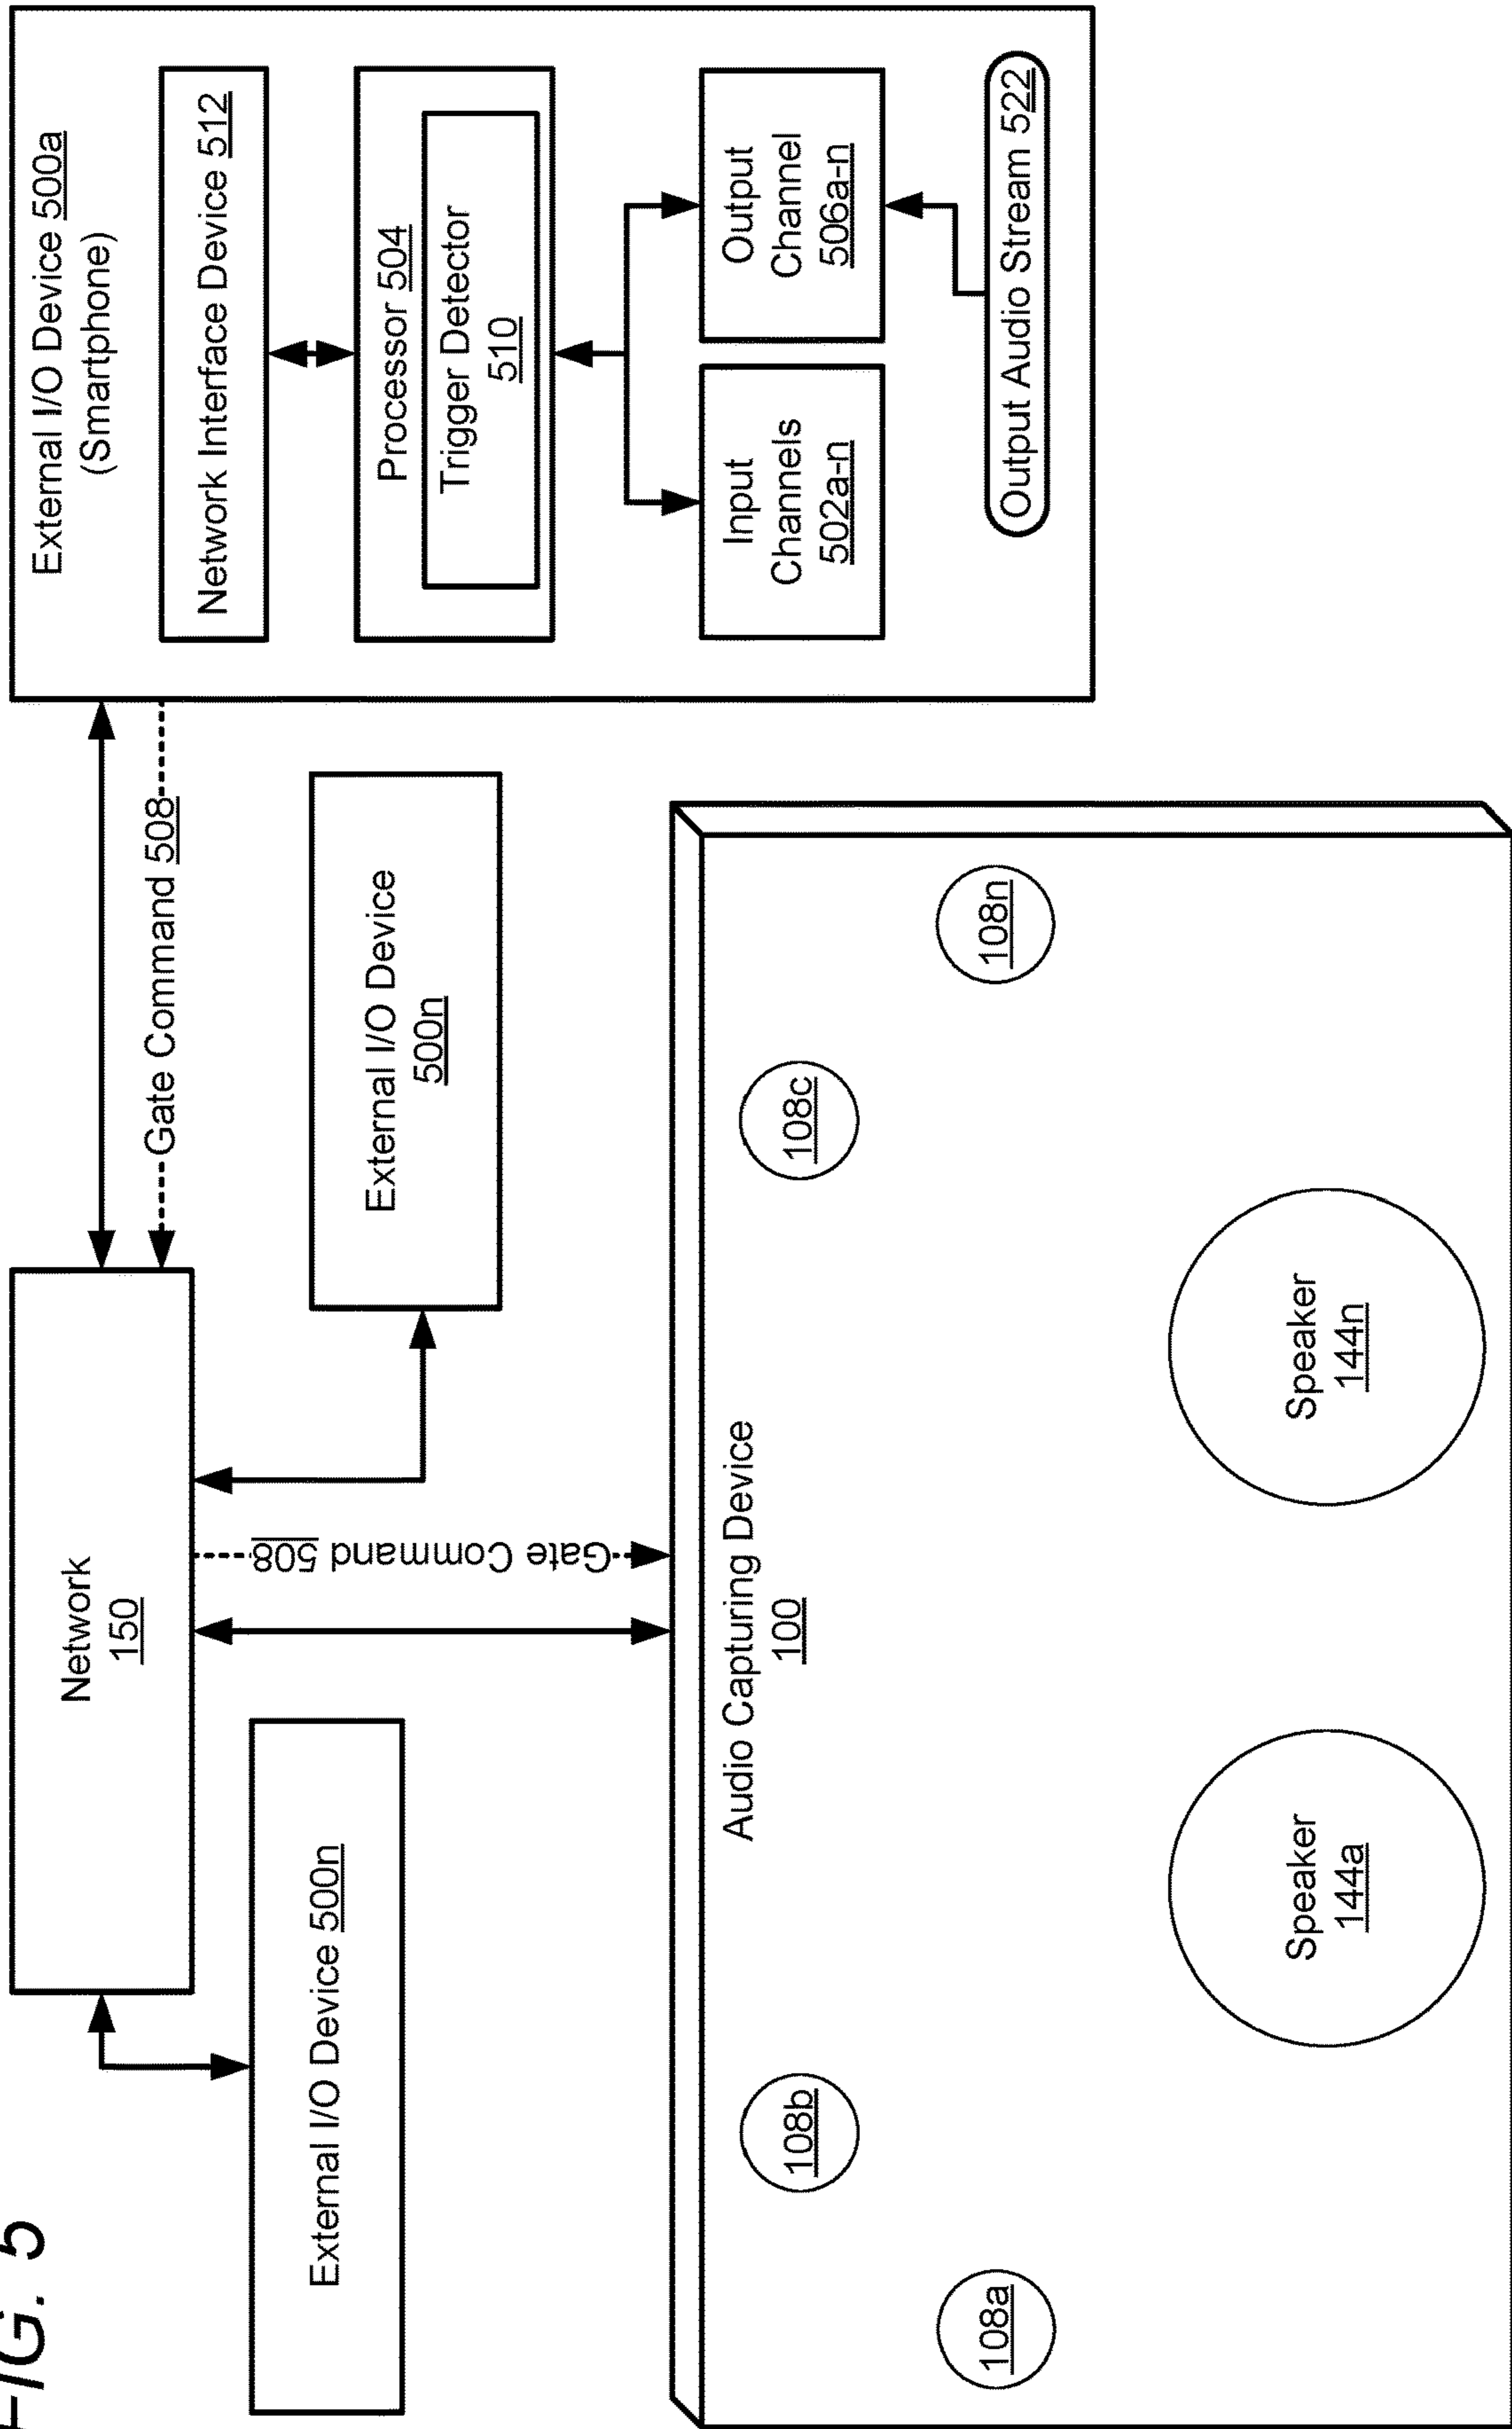 FIG. 5
Network
150
External I/O Device 500a
(Smartphone)
Network Interface Device 512
Gate Command 508
Processor 504
Trigger Detector
510
External I/O Device 500n
External I/O Device
500n
Gate Command 508
Input
Channels
502a-n
Output
Channel
506a-n
Output Audio Stream 522
Audio Capturing Device
100
108a
108b
108c
108n
Speaker
144a
Speaker
144n